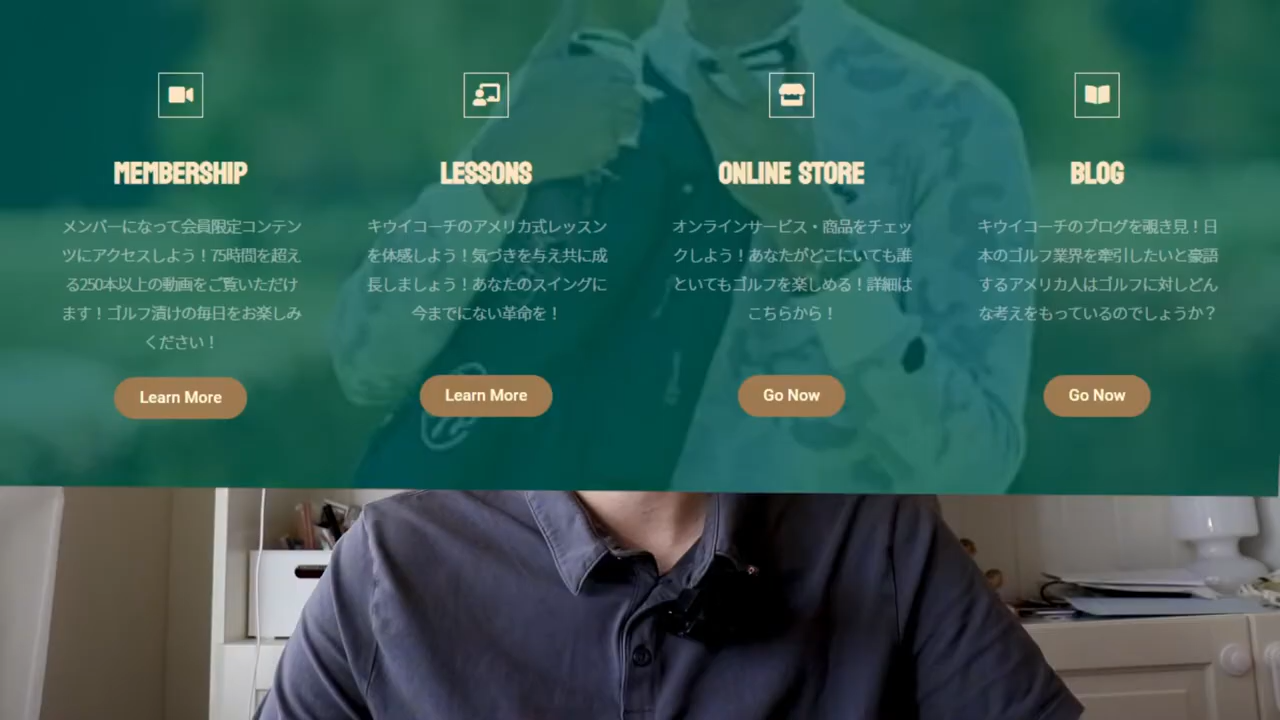 MEMBERSHIP
メンバーになって会員限定コンテン
ツにアクセスしよう！75時間を超え
る250本以上の動画をご覧いただけ
ます！ゴルフ漬けの毎日をお楽しみ
ください！
Learn More
LESSONS
キウイコーチのアメリカ式レッスン
を体感しよう！気づきを与え共に成
長しましょう！あなたのスイングに
今までにない革命を！
Learn More
ONLINE STORE
オンラインサービス・商品をチェッ
クしよう！あなたがどこにいても誰
といてもゴルフを楽しめる！詳細は
こちらから！
Go Now
BLOG
キウイコーチのブログを覗き見！日
本のゴルフ業界を牽引したいと豪語
するアメリカ人はゴルフに対しどん
な考えをもっているのでしょうか？
Go Now